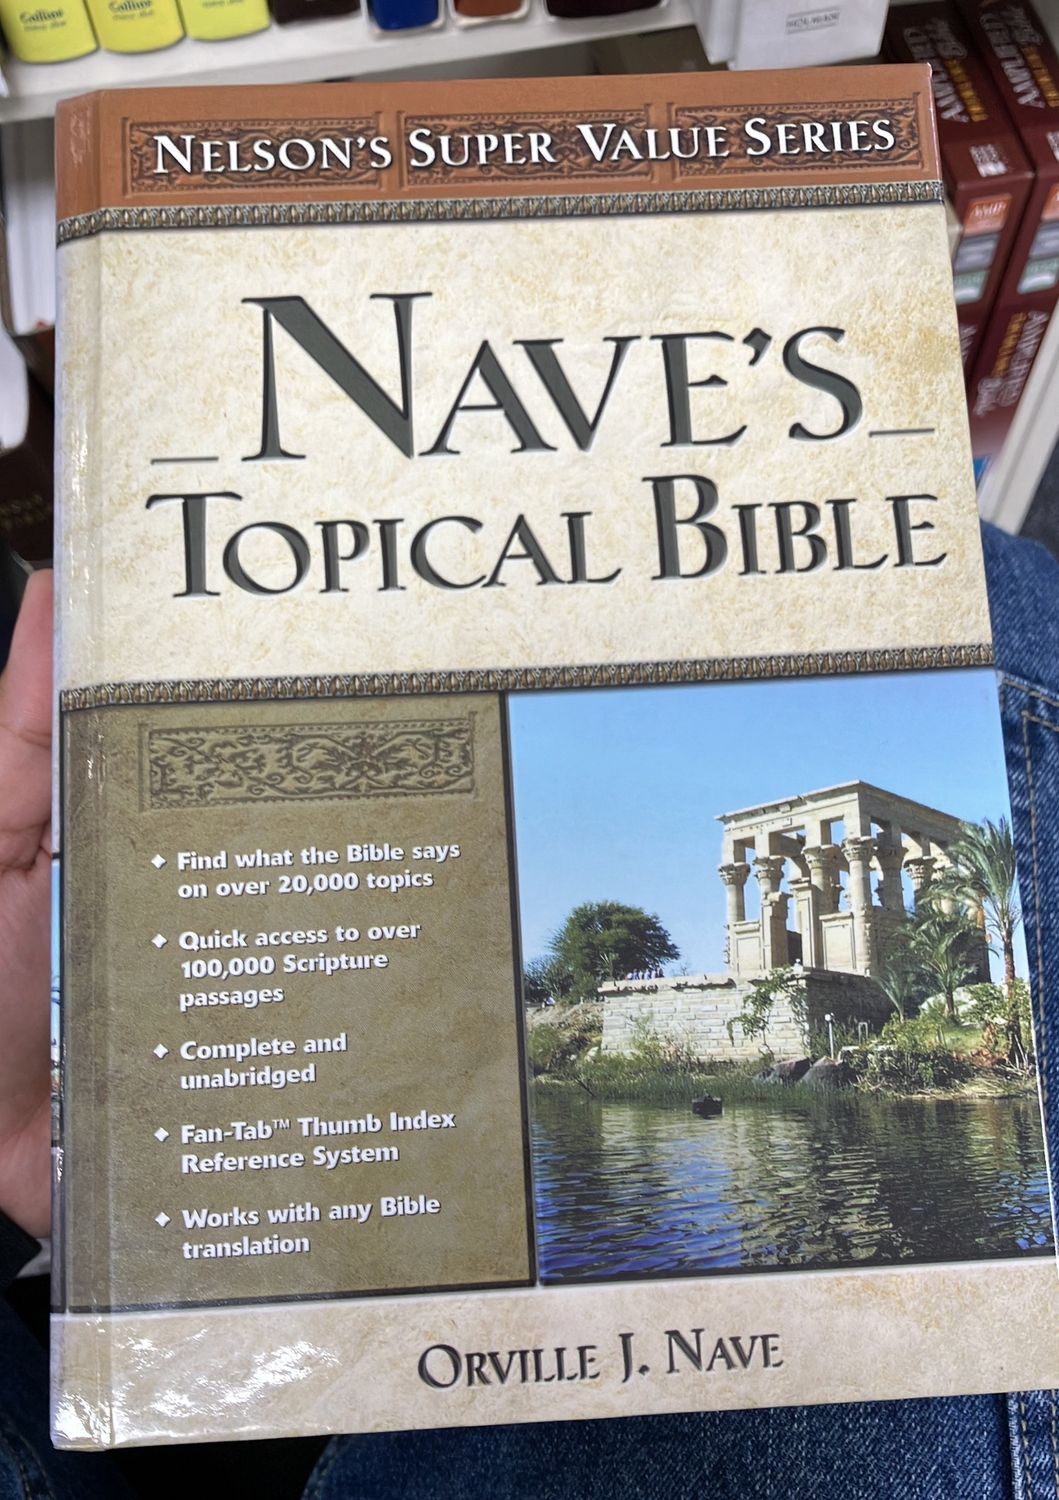 NELSON'S SUPER VALUE SERIES
NAVE'S
TOPICAL BIBLE
Find what the Bible says
on over 20,000 topics
Quick access to over
100,000 Scripture
passages
Complete and
unabridged
Fan-Tab™ Thumb Index
Reference System
Works with any Bible
translation
ORVILLE J. NAVE